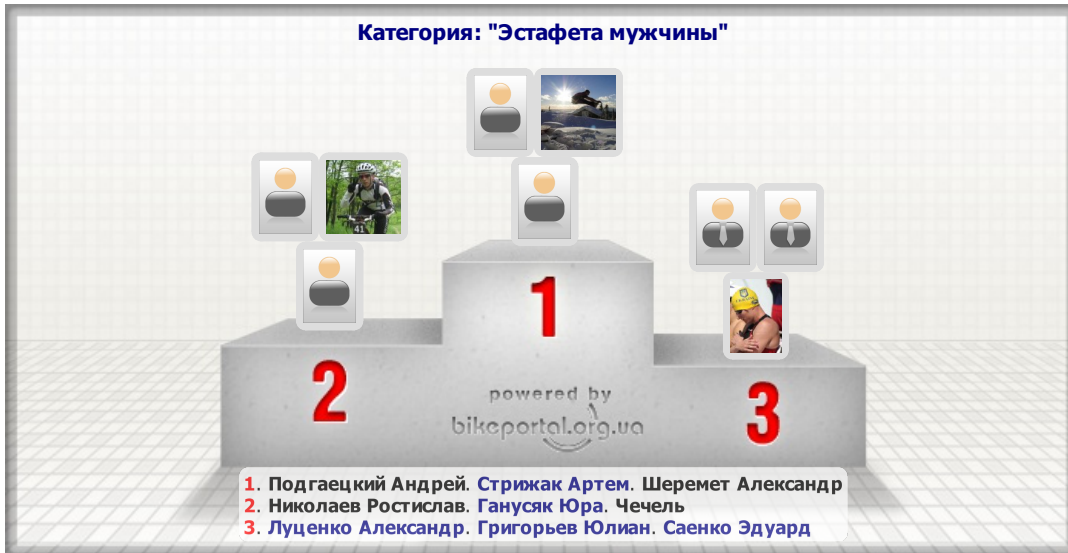 Категория: "Эстафета мужчины"
41
1
2
3
powered by
bikeportal.org.ua
1. Подгаецкий Андрей. Стрижак Артем. Шеремет Александр
2. Николаев Ростислав. Ганусяк Юра. Чечель
3. Луценко Александр. Григорьев Юлиан. Саенко Эдуард